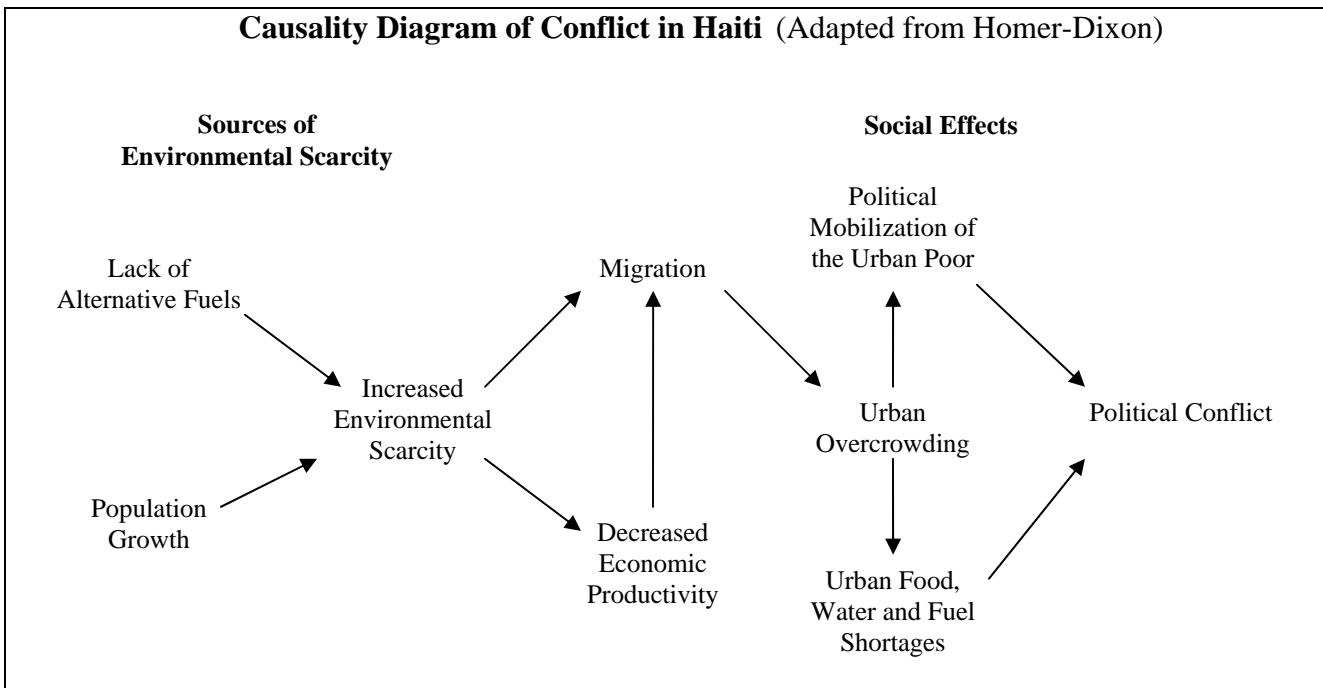 Causality Diagram of Conflict in Haiti (Adapted from Homer-Dixon)
Sources of
Environmental Scarcity
Social Effects
Political
Mobilization of
the Urban Poor
Lack of
Alternative Fuels
Migration
Increased
Environmental
Scarcity
Urban
Overcrowding
Political Conflict
Population
Growth
Decreased
Economic
Productivity
Urban Food,
Water and Fuel
Shortages